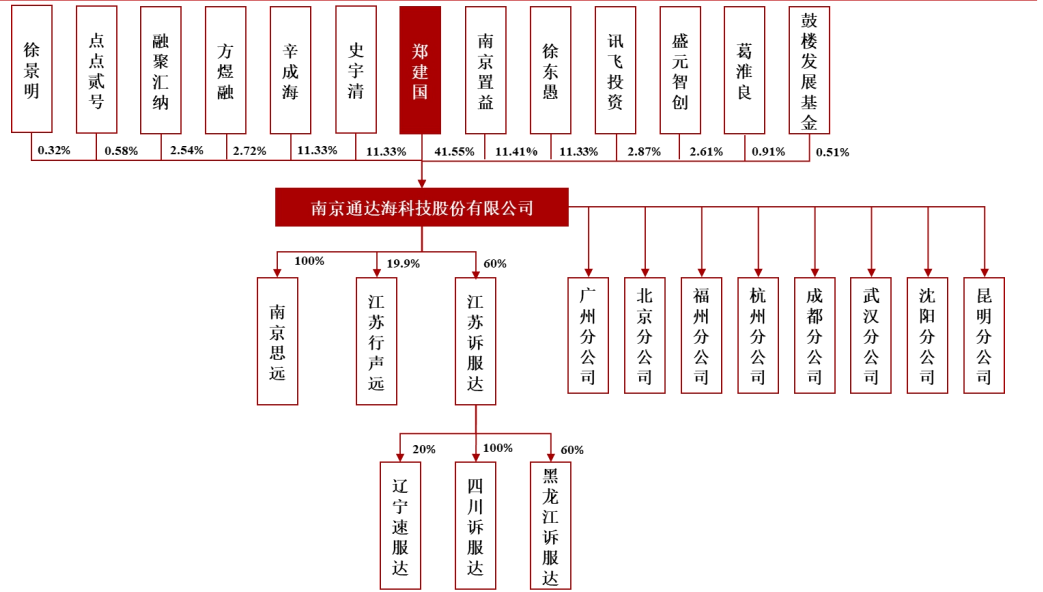 徐景明
点点贰号
融聚汇纳
方煜融
辛成海
史宇清
郑建国
南京置益
徐东愚
讯飞投资
盛元智创
葛淮良
鼓楼发展基金
0.32%
0.58%
2.54%
2.72%
11.33%
11.33%
41.55%
11.41%
11.33%
2.87%
2.61%
0.91%
0.51%
南京通达海科技股份有限公司
100%
19.9%
60%
南京思远
江苏行声远
江苏诉服达
广州分公司
北京分公司
福州分公司
杭州分公司
成都分公司
武汉分公司
沈阳分公司
昆明分公司
20%
100%
60%
辽宁速服达
四川诉服达
黑龙江诉服达